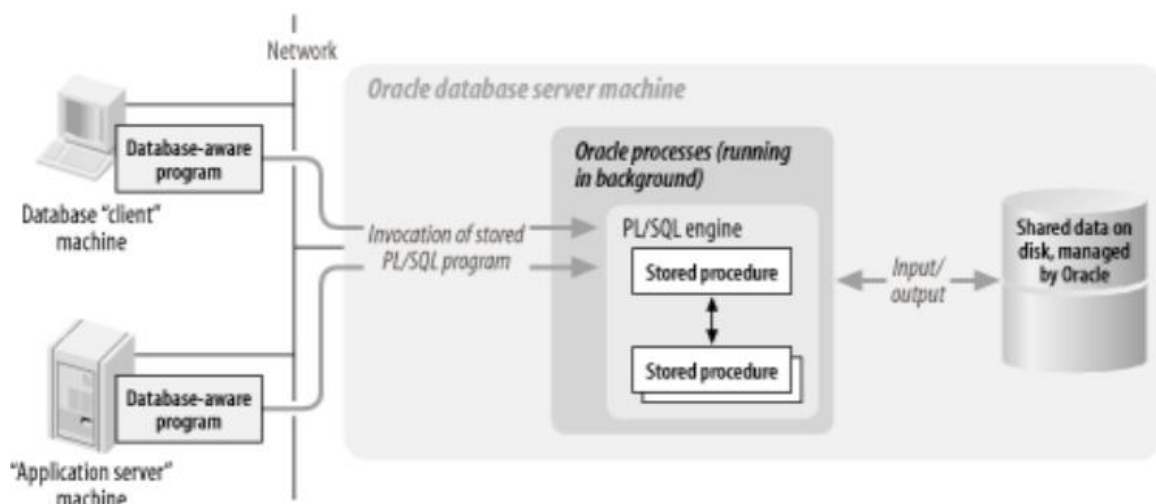 Network
Oracle database server machine
Database-aware
program
Database "client"
machine
Oracle processes (running
in background)
Invocation of stored
PL/SQL program
PL/SQL engine
Stored procedure
Stored procedure
Input/
output
Shared data on
disk, managed
by Oracle
Database-aware
program
"Application server"
machine